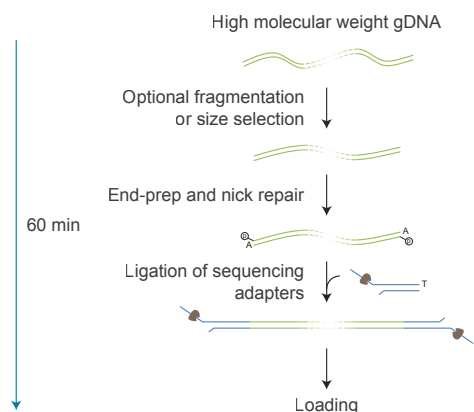 High molecular weight gDNA
Optional fragmentation
or size selection
End-prep and nick repair
60 min
P
A
A
P
Ligation of sequencing
adapters
T
Loading